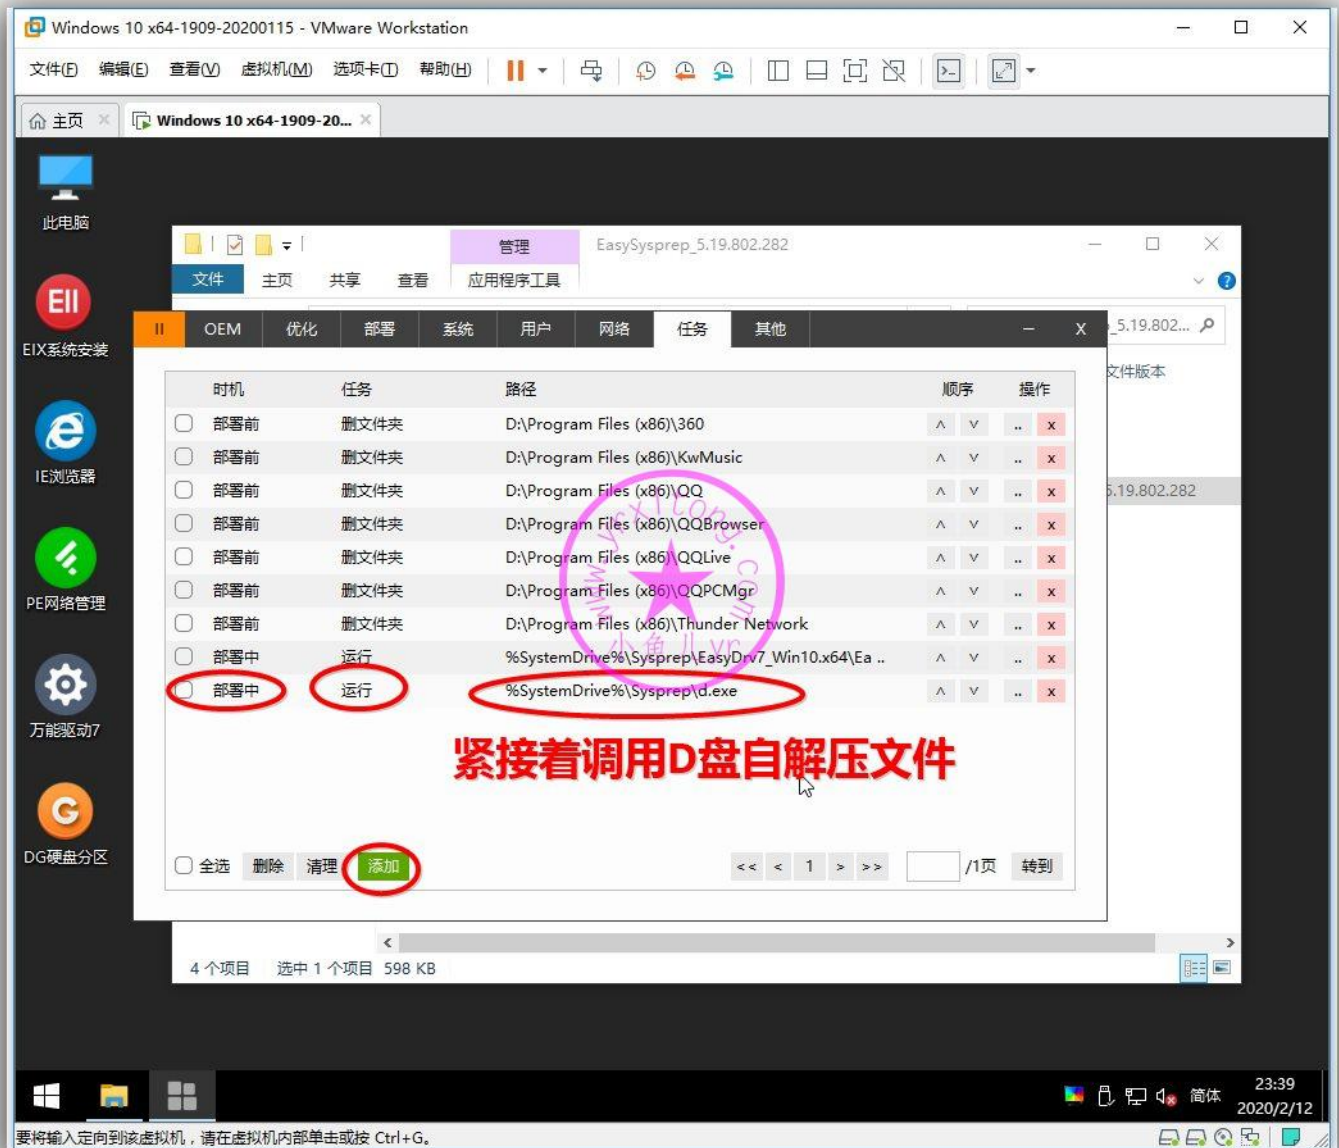 Windows 10 x64-1909-20200115 - VMware Workstation
文件(F) 编辑(E) 查看(V) 虚拟机(M) 选项卡(T) 帮助(H)
主页 Windows 10 x64-1909-20...
此电脑
EII
EIX系统安装
IE浏览器
PE网络管理
万能驱动7
G
DG硬盘分区
管理 EasySysprep_5.19.802.282
文件 主页 共享 查看 应用程序工具
_5.19.802...
文件版本
5.19.802.282
II OEM 优化 部署 系统 用户 网络 任务 其他 – X
时机 任务 路径 顺序 操作
部署前 删文件夹 D:\Program Files (x86)\360 ∧ ∨ .. x
部署前 删文件夹 D:\Program Files (x86)\KwMusic ∧ ∨ .. x
部署前 删文件夹 D:\Program Files (x86)\QQ ∧ ∨ .. x
部署前 删文件夹 D:\Program Files (x86)\QQBrowser ∧ ∨ .. x
部署前 删文件夹 D:\Program Files (x86)\QQLive ∧ ∨ .. x
部署前 删文件夹 D:\Program Files (x86)\QQPCMgr ∧ ∨ .. x
部署前 删文件夹 D:\Program Files (x86)\Thunder Network ∧ ∨ .. x
部署中 运行 %SystemDrive%\Sysprep\EasyDrv7_Win10.x64\Ea .. ∧ ∨ .. x
部署中 运行 %SystemDrive%\Sysprep\d.exe ∧ ∨ .. x
www.yrxitong.com
小鱼儿yr
紧接着调用D盘自解压文件
全选 删除 清理 添加 << < 1 > >> /1页 转到
4 个项目 选中 1 个项目 598 KB
简体 23:39
2020/2/12
要将输入定向到该虚拟机，请在虚拟机内部单击或按 Ctrl+G。